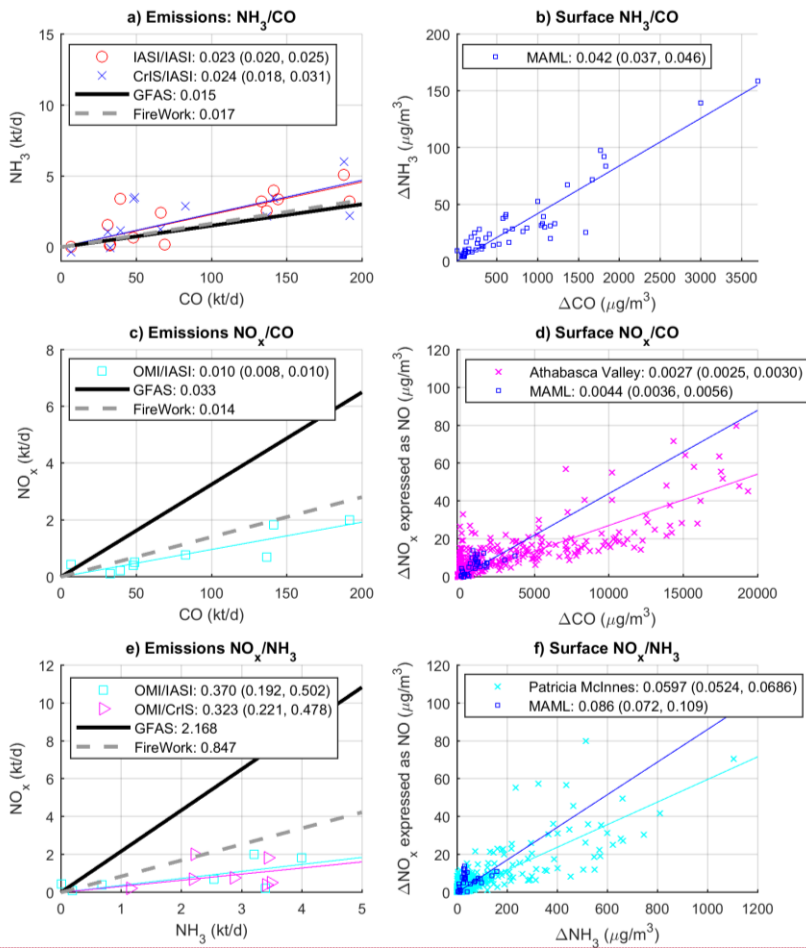 a) Emissions: NH3/CO
IASI/IASI: 0.023 (0.020, 0.025)
CrIS/IASI: 0.024 (0.018, 0.031)
GFAS: 0.015
FireWork: 0.017
NH3 (kt/d)
15
10
5
0
0 50 100 150 200
CO (kt/d)
b) Surface NH3/CO
MAML: 0.042 (0.037, 0.046)
ΔNH3 (μg/m3)
200
150
100
50
0
500 1000 1500 2000 2500 3000 3500
ΔCO (μg/m3)
c) Emissions NOx/CO
OMI/IASI: 0.010 (0.008, 0.010)
GFAS: 0.033
FireWork: 0.014
NOx (kt/d)
8
6
4
2
0
0 50 100 150 200
CO (kt/d)
d) Surface NOx/CO
Athabasca Valley: 0.0027 (0.0025, 0.0030)
MAML: 0.0044 (0.0036, 0.0056)
ΔNOx expressed as NO (μg/m3)
120
100
80
60
40
20
0
0 5000 10000 15000 20000
ΔCO (μg/m3)
e) Emissions NOx/NH3
OMI/IASI: 0.370 (0.192, 0.502)
OMI/CrIS: 0.323 (0.221, 0.478)
GFAS: 2.168
FireWork: 0.847
NOx (kt/d)
12
10
8
6
4
2
0
0 1 2 3 4 5
NH3 (kt/d)
f) Surface NOx/NH3
Patricia McInnes: 0.0597 (0.0524, 0.0686)
MAML: 0.086 (0.072, 0.109)
ΔNOx expressed as NO (μg/m3)
120
100
80
60
40
20
0
0 200 400 600 800 1000 1200
ΔNH3 (μg/m3)